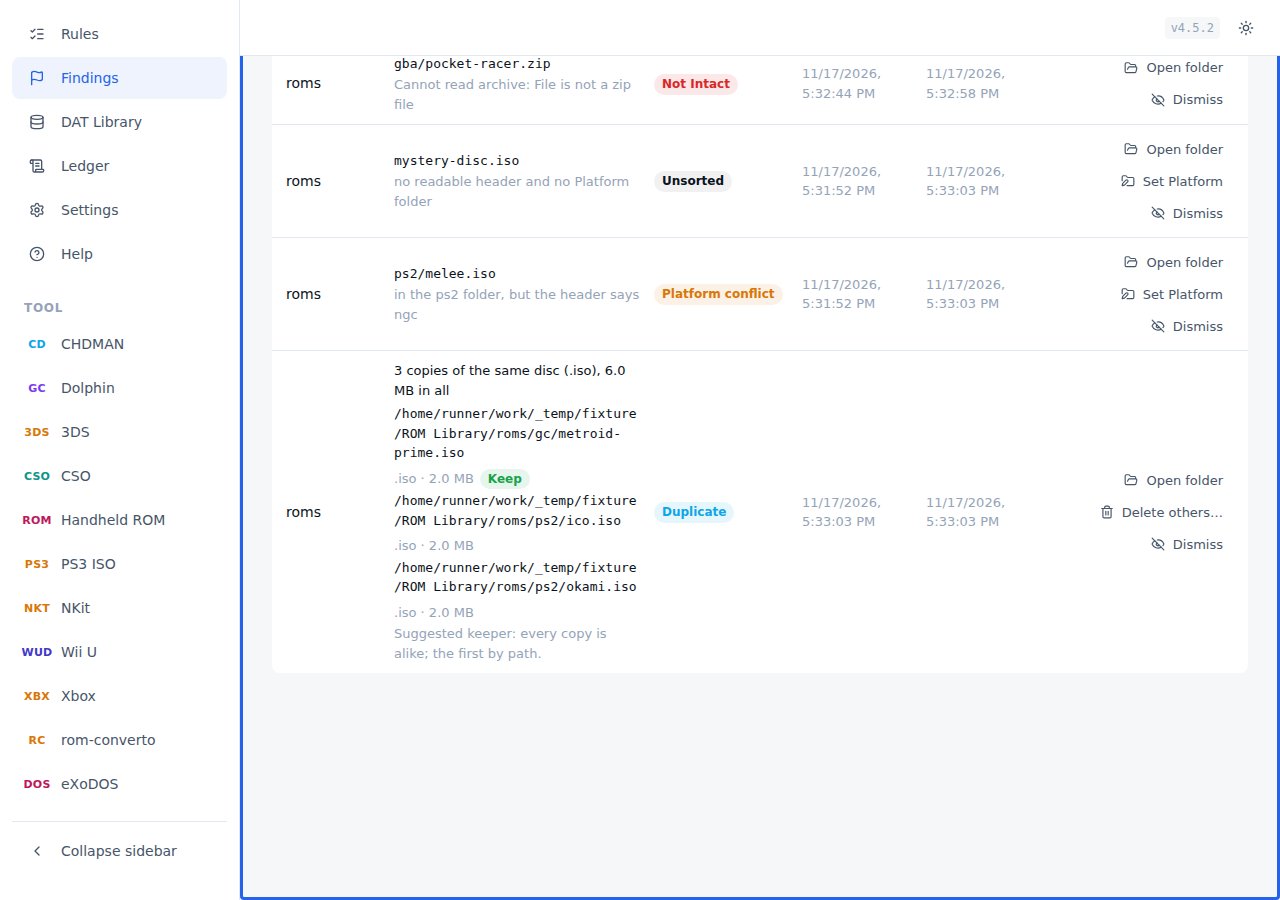 Rules
Findings
DAT Library
Ledger
Settings
Help
TOOL
CD CHDMAN
GC Dolphin
3DS 3DS
CSO CSO
ROM Handheld ROM
PS3 PS3 ISO
NKT NKit
WUD Wii U
XBX Xbox
RC rom-converto
DOS eXoDOS
Collapse sidebar
v4.5.2
roms
gba/pocket-racer.zip
Cannot read archive: File is not a zip
file
Not Intact
11/17/2026,
5:32:44 PM
11/17/2026,
5:32:58 PM
Open folder
Dismiss
roms
mystery-disc.iso
no readable header and no Platform
folder
Unsorted
11/17/2026,
5:31:52 PM
11/17/2026,
5:33:03 PM
Open folder
Set Platform
Dismiss
roms
ps2/melee.iso
in the ps2 folder, but the header says
ngc
Platform conflict
11/17/2026,
5:31:52 PM
11/17/2026,
5:33:03 PM
Open folder
Set Platform
Dismiss
roms
3 copies of the same disc (.iso), 6.0
MB in all
/home/runner/work/_temp/fixture
/ROM Library/roms/gc/metroid-
prime.iso
.iso · 2.0 MB Keep
/home/runner/work/_temp/fixture
/ROM Library/roms/ps2/ico.iso
.iso · 2.0 MB
/home/runner/work/_temp/fixture
/ROM Library/roms/ps2/okami.iso
.iso · 2.0 MB
Suggested keeper: every copy is
alike; the first by path.
Duplicate
11/17/2026,
5:33:03 PM
11/17/2026,
5:33:03 PM
Open folder
Delete others…
Dismiss